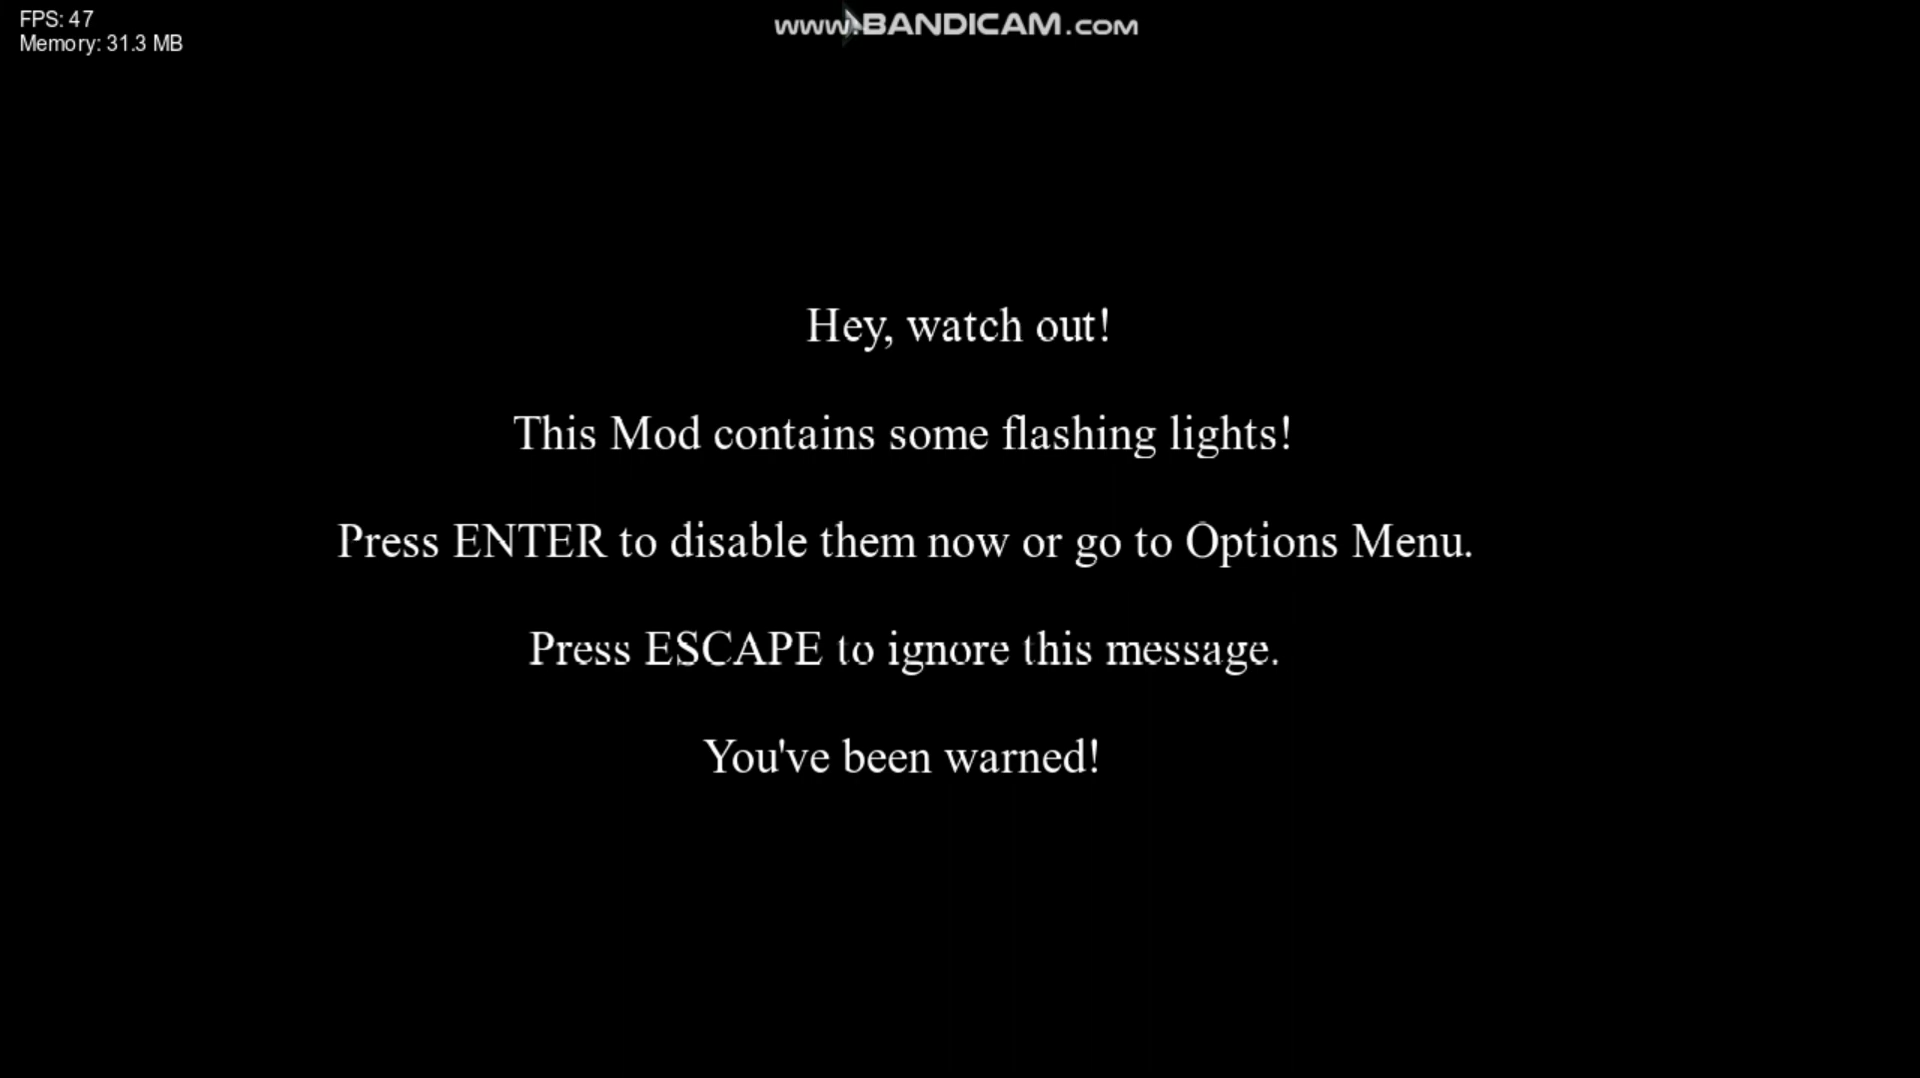 FPS: 47
Memory: 31.3 MB
www.BANDICAM.COM
Hey, watch out!
This Mod contains some flashing lights!
Press ENTER to disable them now or go to Options Menu.
Press ESCAPE to ignore this message.
You've been warned!